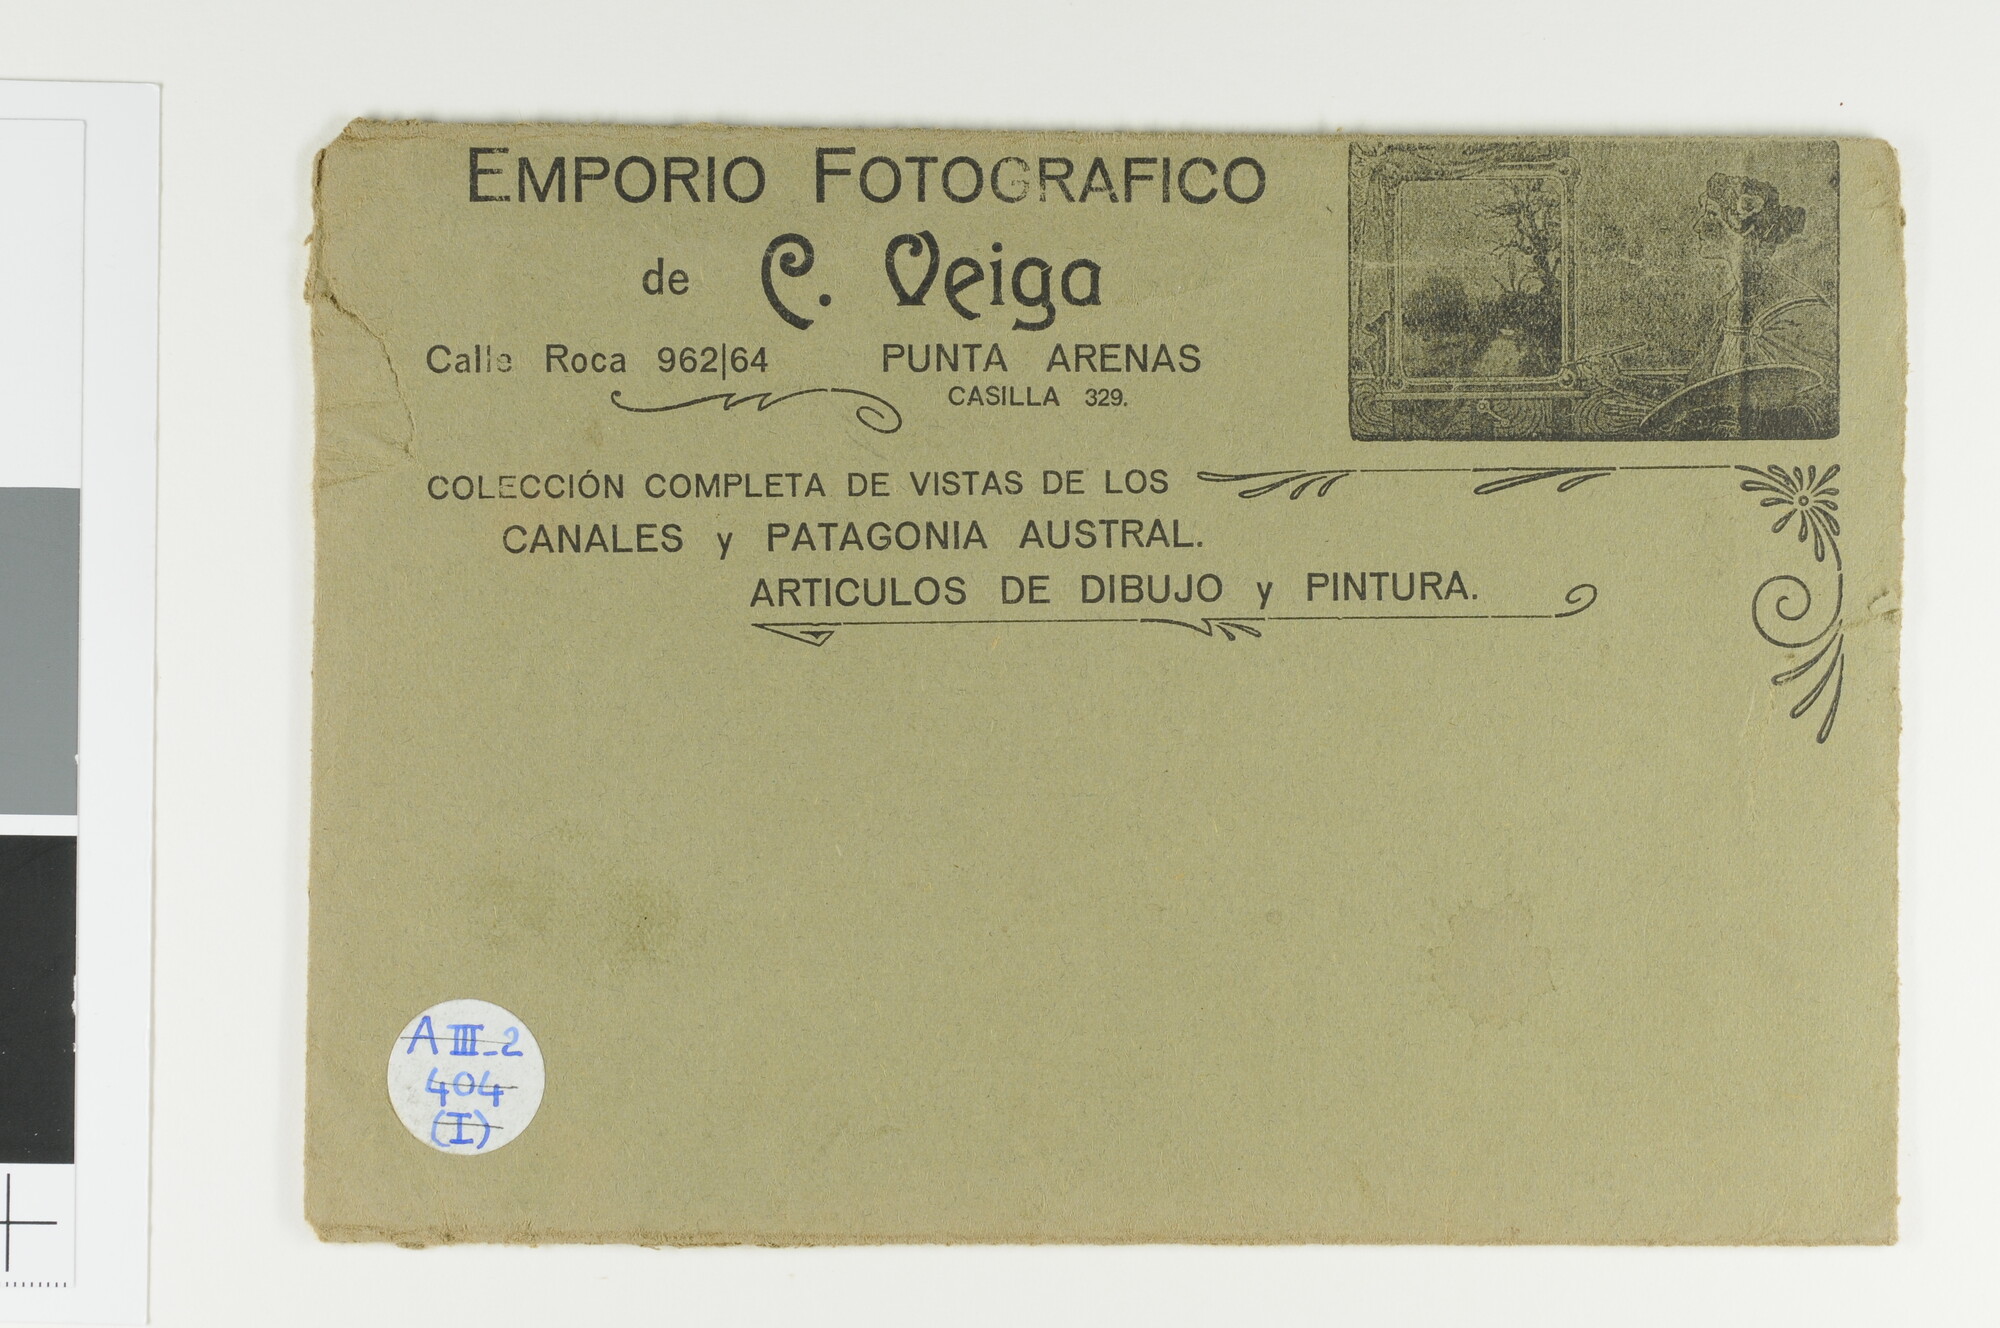 EMPORIO FOTOGRAFICO
de C. Veiga
Calle Roca 962|64 PUNTA ARENAS
CASILLA 329.
COLECCIÓN COMPLETA DE VISTAS DE LOS
CANALES y PATAGONIA AUSTRAL.
ARTICULOS DE DIBUJO y PINTURA.
A III-2
404
(I)